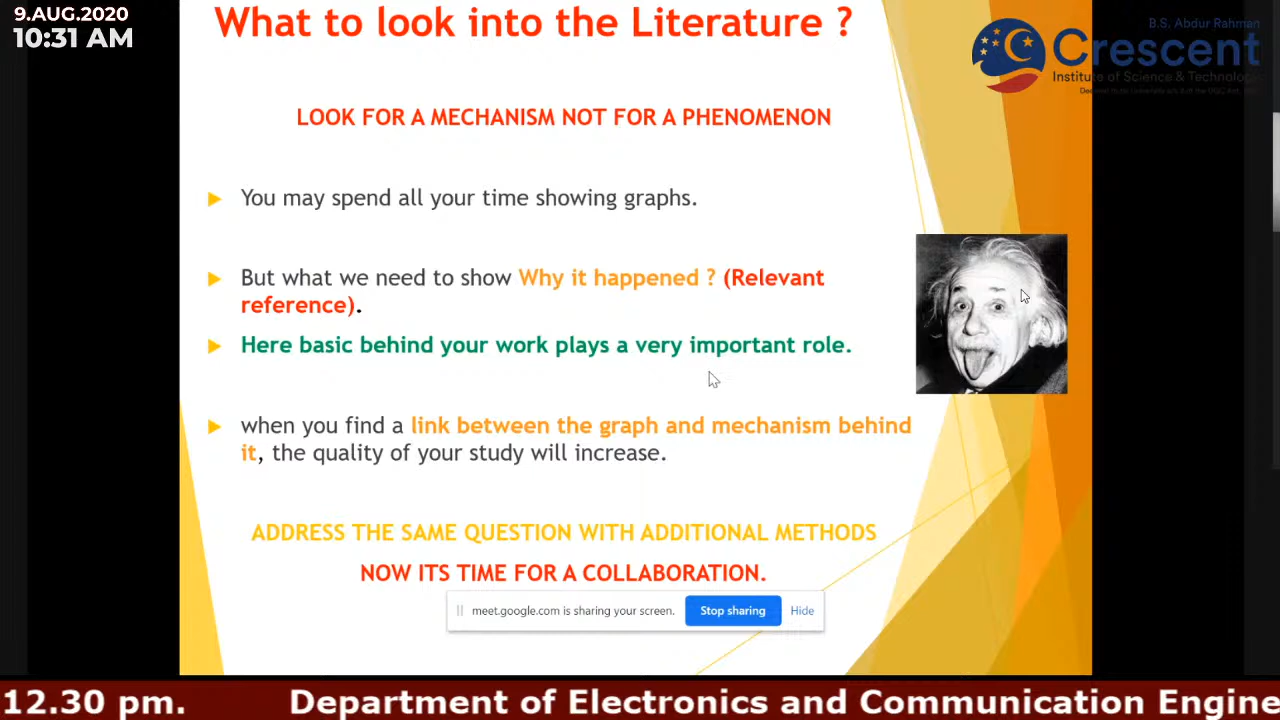 9.AUG.2020
10:31 AM
What to look into the Literature ?
B.S. Abdur Rahman
Crescent
Institute of Science & Technology
LOOK FOR A MECHANISM NOT FOR A PHENOMENON
You may spend all your time showing graphs.
But what we need to show Why it happened ? (Relevant
reference).
Here basic behind your work plays a very important role.
when you find a link between the graph and mechanism behind
it, the quality of your study will increase.
ADDRESS THE SAME QUESTION WITH ADDITIONAL METHODS
NOW ITS TIME FOR A COLLABORATION.
meet.google.com is sharing your screen.
Stop sharing
Hide
12.30 pm. Department of Electronics and Communication Engine